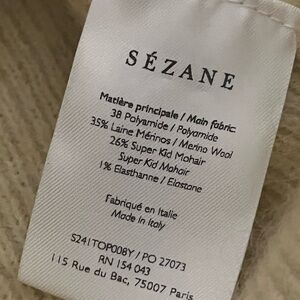 SÉZANE
Matière principale / Main fabric:
38 Polyamide / Polyamide
35% Laine Mérinos / Merino Wool
26% Super Kid Mohair
Super Kid Mohair
1% Elasthanne / Elastane
Fabriqué en Italie
Made in Italy
S241TOP008Y / PO 27073
RN 154 043
115 Rue du Bac, 75007 Paris